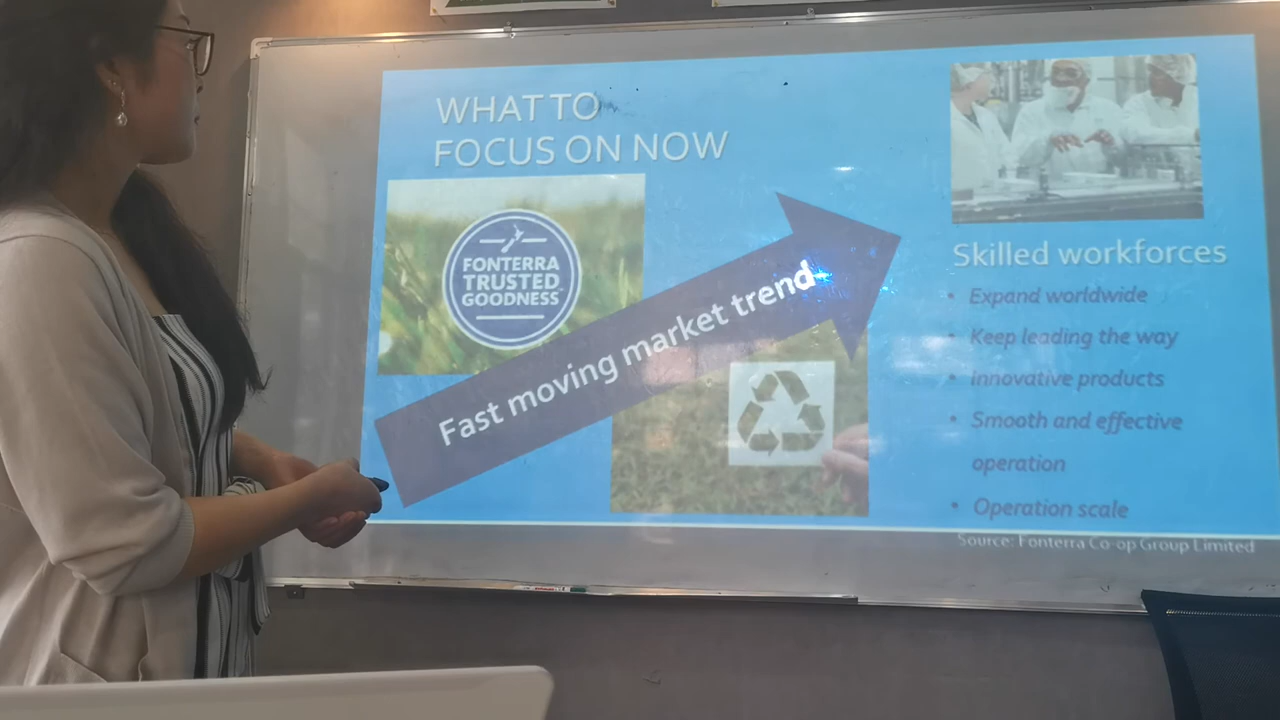 WHAT TO
FOCUS ON NOW
FONTERRA
TRUSTED
GOODNESS
Fast moving market trend
Skilled workforces
• Expand worldwide
• Keep leading the way
• Innovative products
• Smooth and effective
operation
• Operation scale
Source: Fonterra Co-op Group Limited